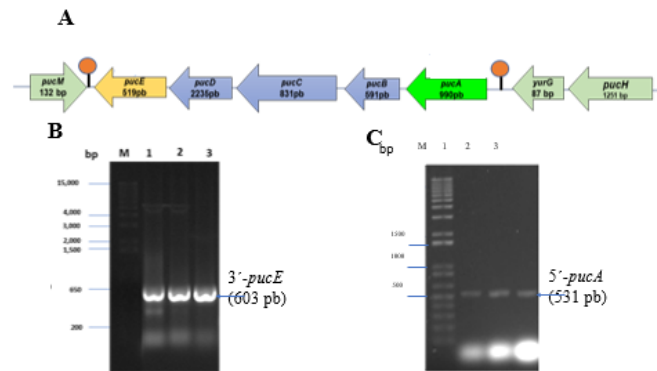 A
pucM
132 bp
pucE
519pb
pucD
2235pb
pucC
831pb
pucB
591pb
pucA
990pb
yurG
87 bp
pucH
1251 bp
B
bp M 1 2 3
15,000
4,000
3,000
2,000
1,500
650
200
3´-pucE
(603 pb)
C
bp M 1 2 3
1500
1000
500
5´-pucA
(531 pb)